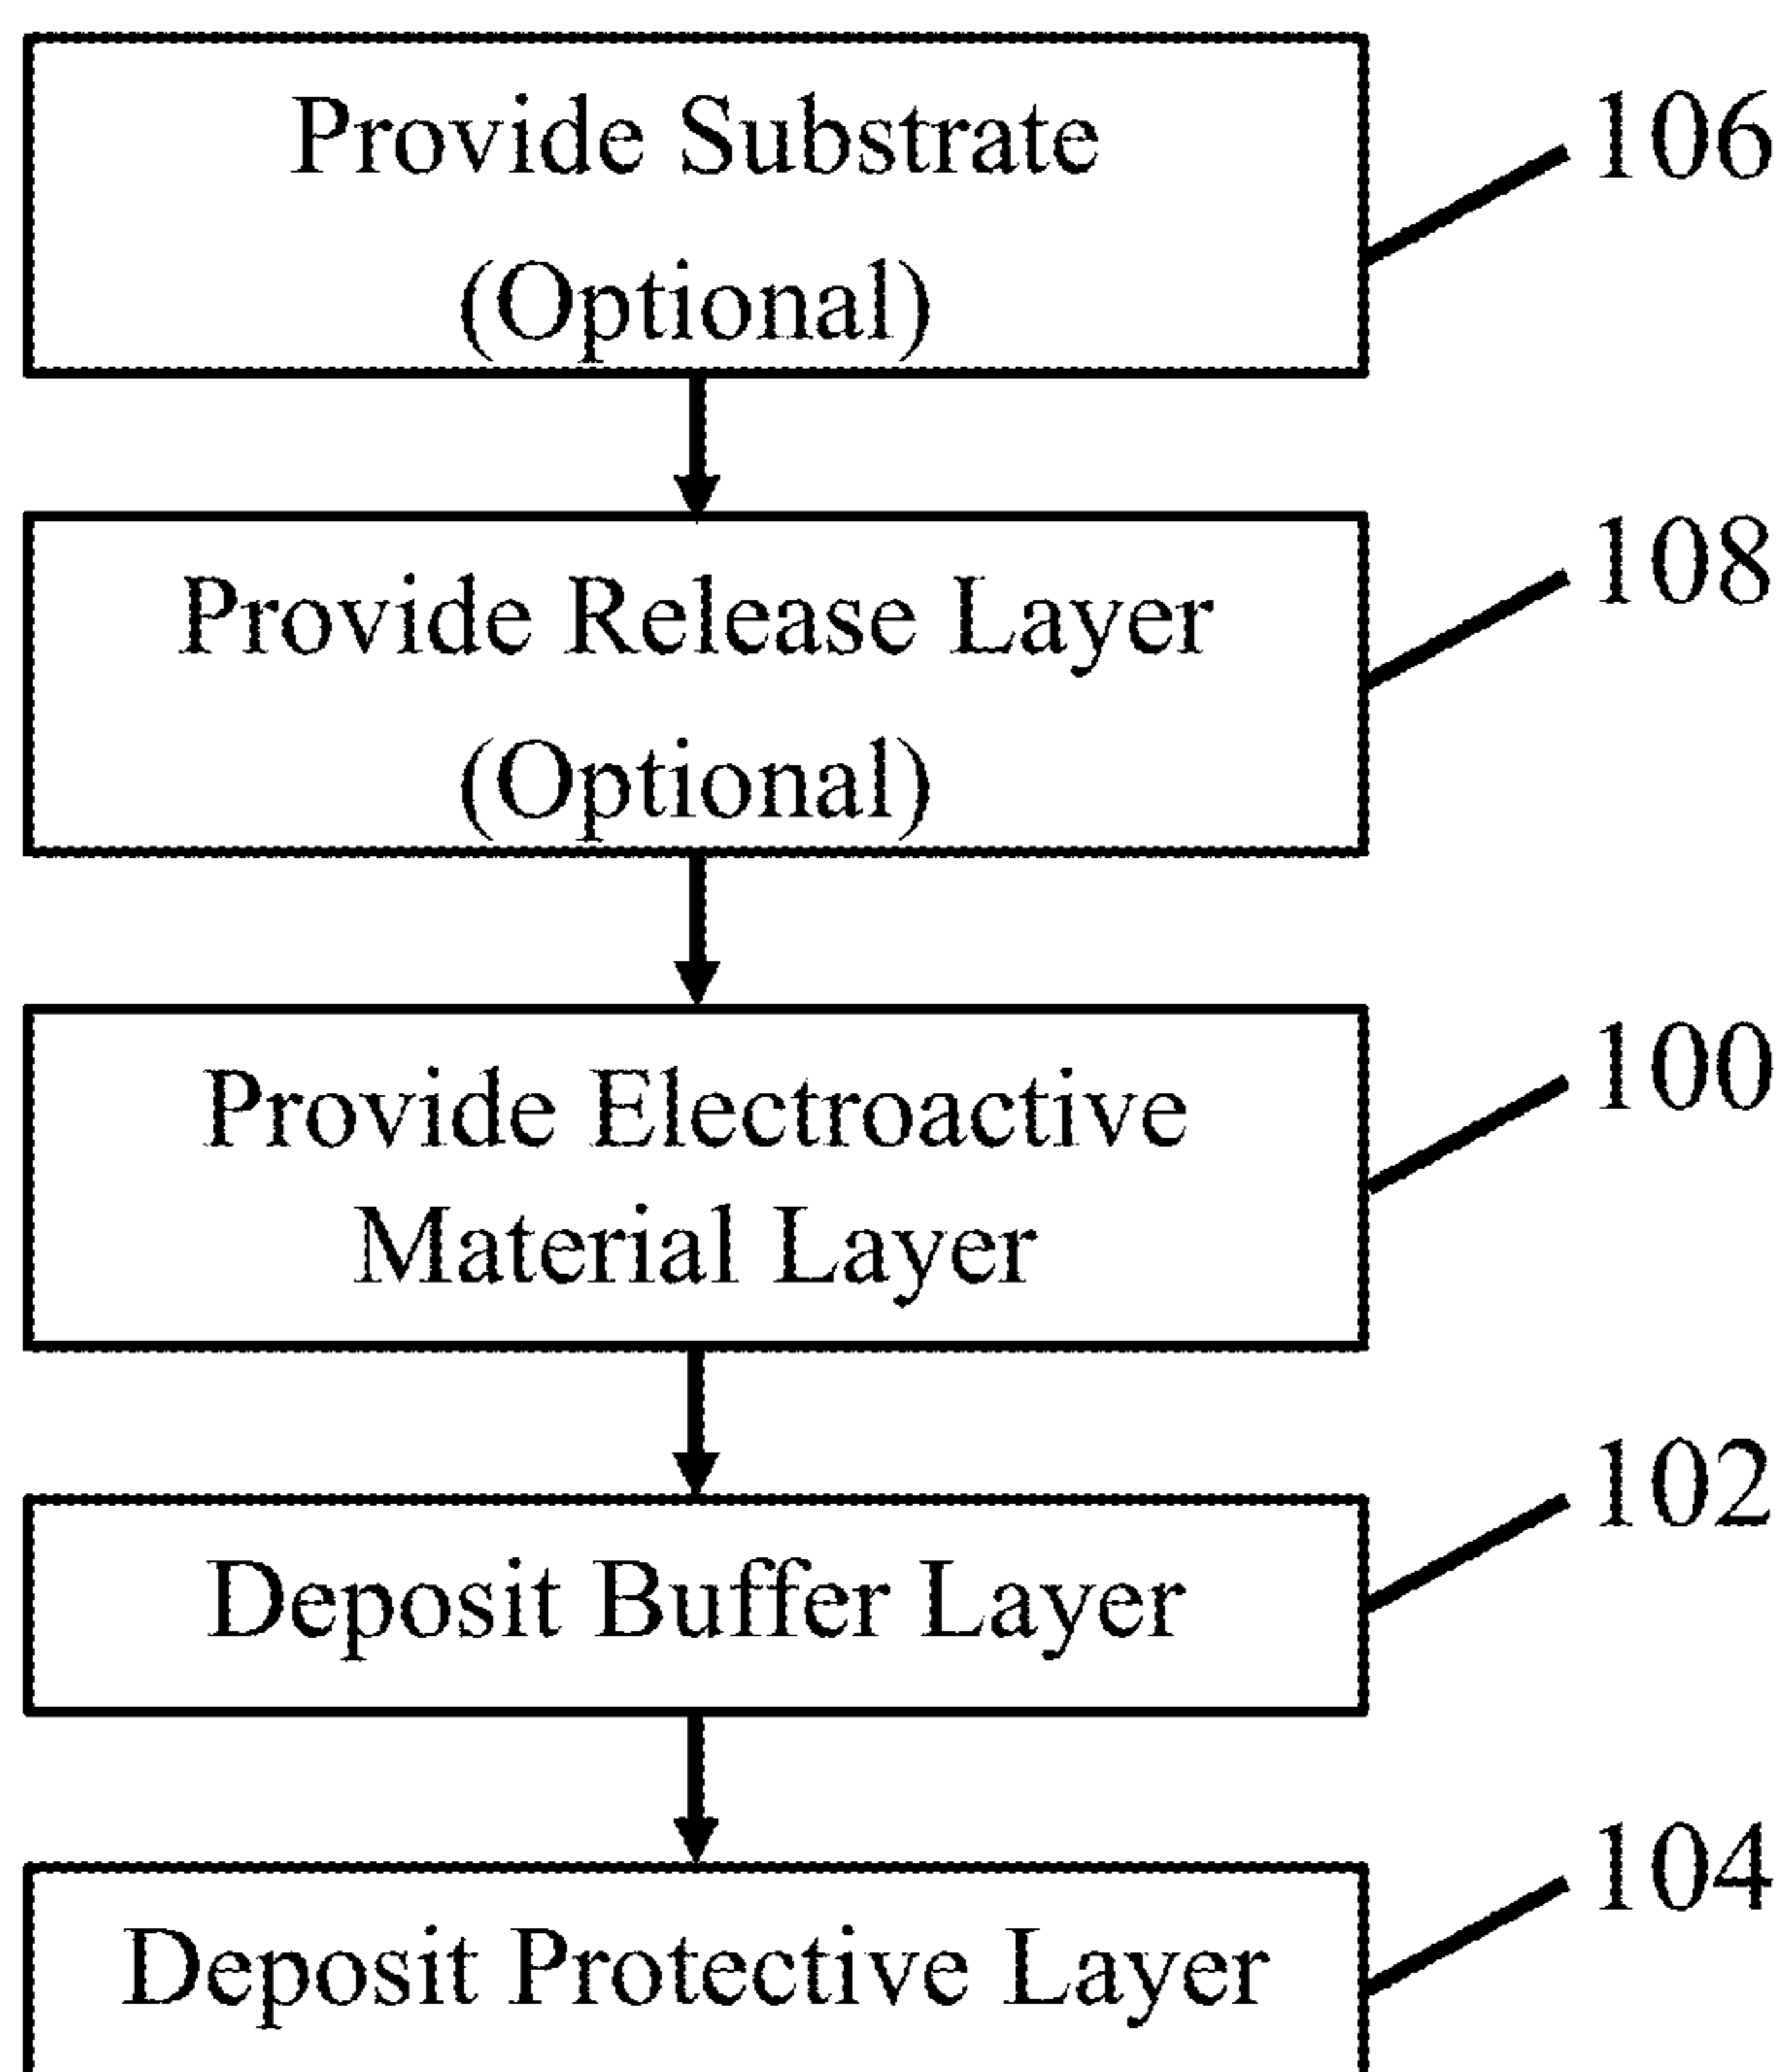 Provide Substrate
(Optional)
106
Provide Release Layer
(Optional)
108
Provide Electroactive
Material Layer
100
Deposit Buffer Layer
102
Deposit Protective Layer
104